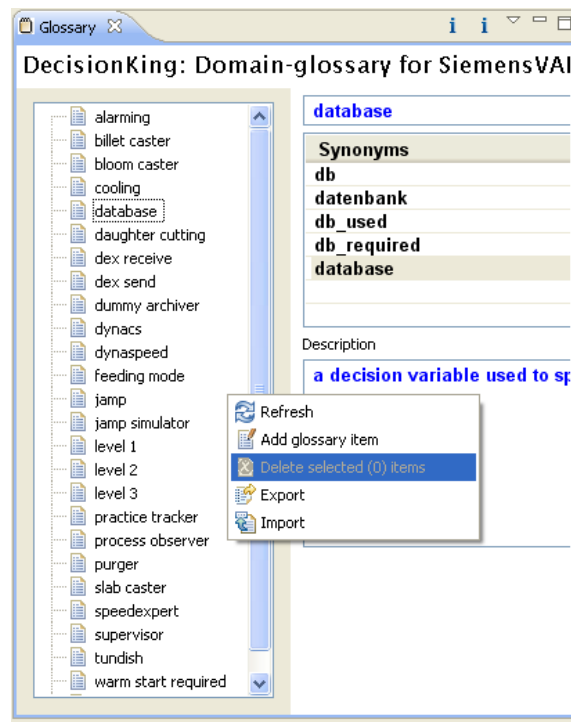 Glossary
i i
DecisionKing: Domain-glossary for SiemensVAI
alarming
billet caster
bloom caster
cooling
database
daughter cutting
dex receive
dex send
dummy archiver
dynacs
dynaspeed
feeding mode
jamp
jamp simulator
level 1
level 2
level 3
practice tracker
process observer
purger
slab caster
speedexpert
supervisor
tundish
warm start required
database
Synonyms
db
datenbank
db_used
db_required
database
Description
a decision variable used to sp
Refresh
Add glossary item
Delete selected (0) items
Export
Import